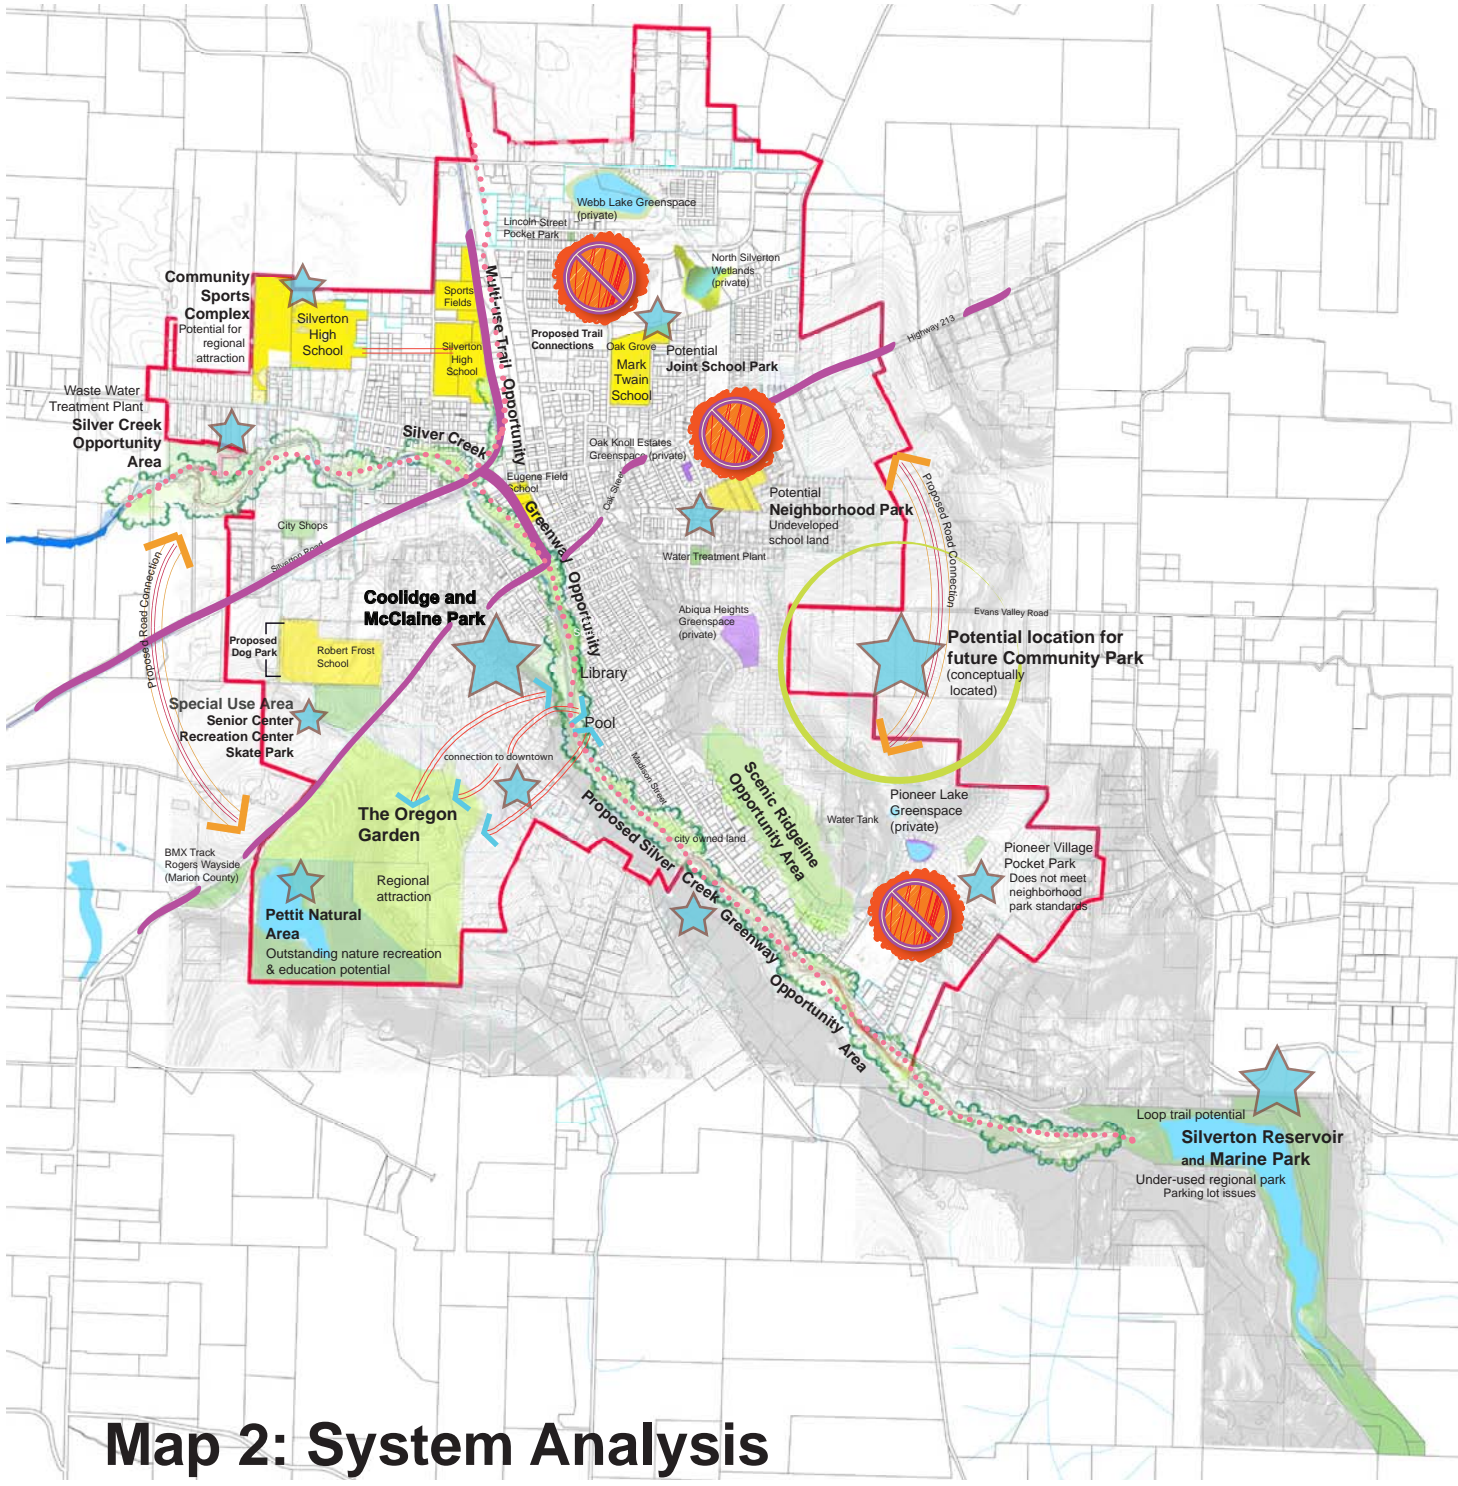 Webb Lake Greenspace
(private)
Lincoln Street
Pocket Park
North Silverton
Wetlands
(private)
Community
Sports
Complex
Potential for
regional
attraction
Silverton
High
School
Sports
Fields
Silverton
High
School
Multi-use Trail Opportunity
Proposed Trail
Connections
Oak Grove
Mark
Twain
School
Potential
Joint School Park
Highway 213
Waste Water
Treatment Plant
Silver Creek
Opportunity
Area
Silver Creek
Oak Knoll Estates
Greenspace (private)
Eugene Field
School
Oak Street
Potential
Neighborhood Park
Undeveloped
school land
Water Treatment Plant
Proposed Road Connection
City Shops
Silverton Road
Greenway Opportunity
Proposed Road Connection
Coolidge and
McClaine Park
Abiqua Heights
Greenspace
(private)
Evans Valley Road
Potential location for
future Community Park
(conceptually
located)
Proposed
Dog Park
Robert Frost
School
Library
Special Use Area
Senior Center
Recreation Center
Skate Park
Pool
connection to downtown
Madison Street
Scenic Ridgeline
Opportunity Area
The Oregon
Garden
Pioneer Lake
Greenspace
(private)
Water Tank
city owned land
Proposed Silver Creek Greenway
Opportunity Area
Pioneer Village
Pocket Park
Does not meet
neighborhood
park standards
BMX Track
Rogers Wayside
(Marion County)
Regional
attraction
Pettit Natural
Area
Outstanding nature recreation
& education potential
Loop trail potential
Silverton Reservoir
and Marine Park
Under-used regional park
Parking lot issues
Map 2: System Analysis